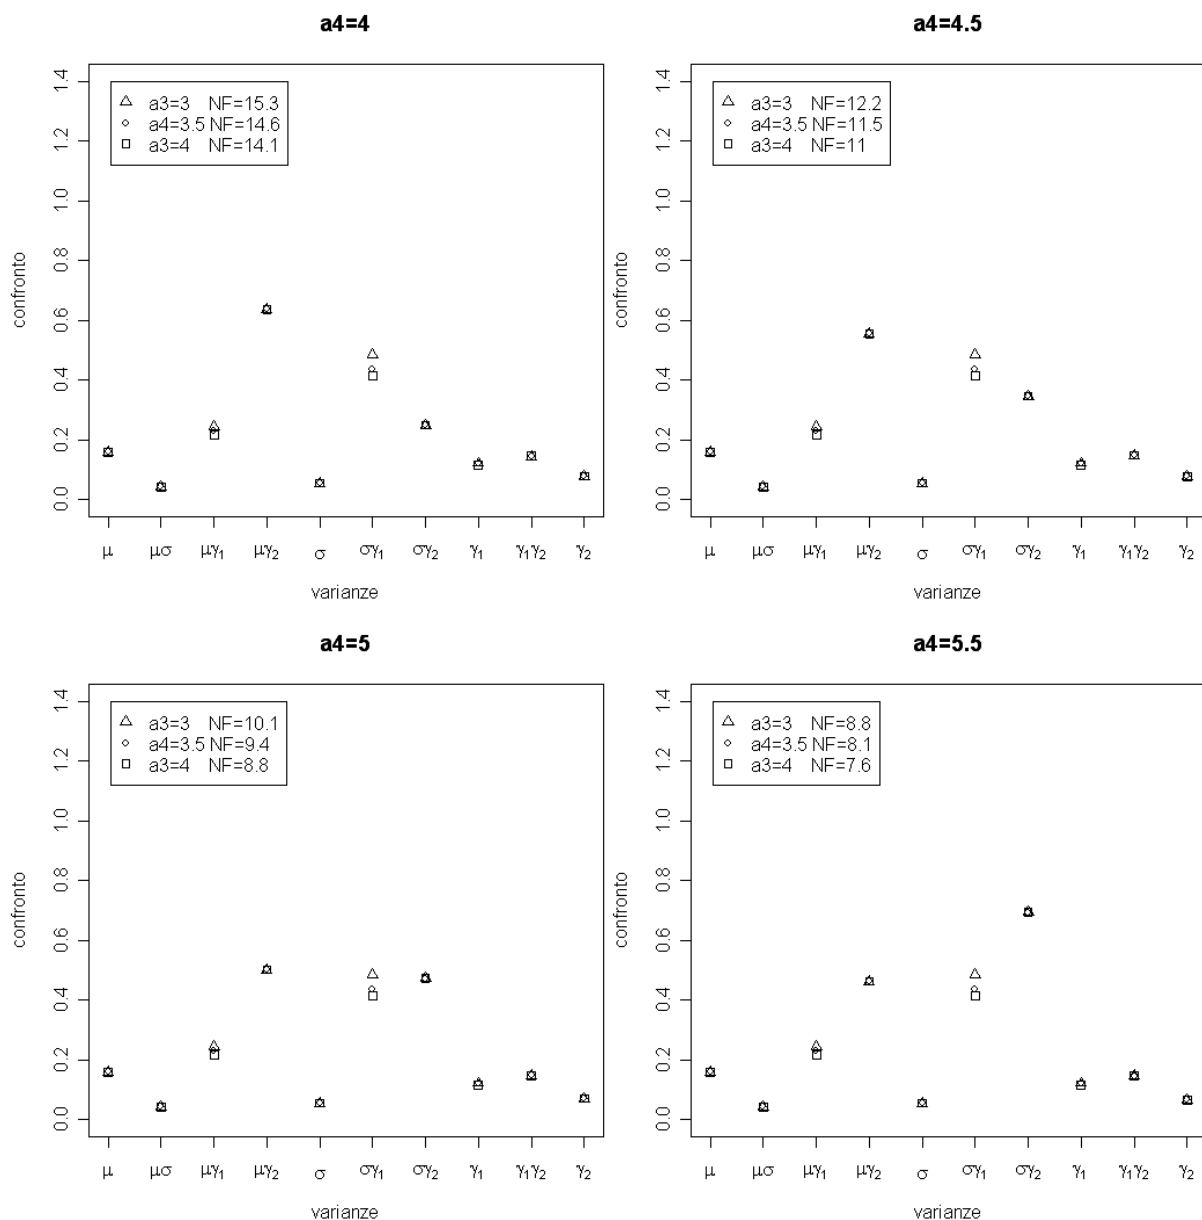 a4=4
a3=3 NF=15.3
a4=3.5 NF=14.6
a3=4 NF=14.1
confronto
0.0 0.2 0.4 0.6 0.8 1.0 1.2 1.4
μ μσ μγ1 μγ2 σ σγ1 σγ2 γ1 γ1γ2 γ2
varianze
a4=4.5
a3=3 NF=12.2
a4=3.5 NF=11.5
a3=4 NF=11
confronto
0.0 0.2 0.4 0.6 0.8 1.0 1.2 1.4
μ μσ μγ1 μγ2 σ σγ1 σγ2 γ1 γ1γ2 γ2
varianze
a4=5
a3=3 NF=10.1
a4=3.5 NF=9.4
a3=4 NF=8.8
confronto
0.0 0.2 0.4 0.6 0.8 1.0 1.2 1.4
μ μσ μγ1 μγ2 σ σγ1 σγ2 γ1 γ1γ2 γ2
varianze
a4=5.5
a3=3 NF=8.8
a4=3.5 NF=8.1
a3=4 NF=7.6
confronto
0.0 0.2 0.4 0.6 0.8 1.0 1.2 1.4
μ μσ μγ1 μγ2 σ σγ1 σγ2 γ1 γ1γ2 γ2
varianze